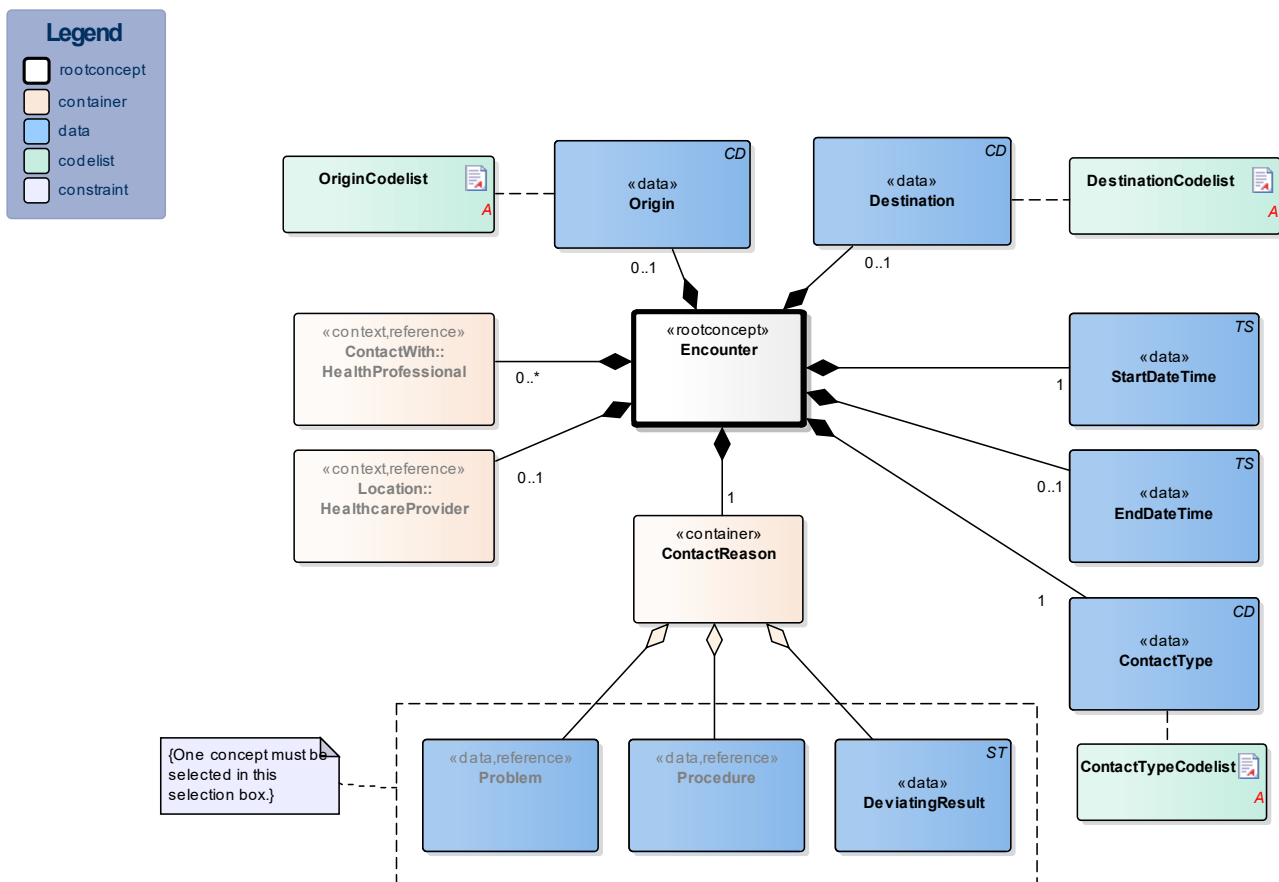 Legend
rootconcept
container
data
codelist
constraint
OriginCodelist
A
CD
«data»
Origin
CD
«data»
Destination
DestinationCodelist
A
0..1
0..1
«context,reference»
ContactWith::
HealthProfessional
0..*
«rootconcept»
Encounter
TS
«data»
StartDateTime
1
«context,reference»
Location::
HealthcareProvider
0..1
TS
«data»
EndDateTime
0..1
1
«container»
ContactReason
1
CD
«data»
ContactType
{One concept must be
selected in this
selection box.}
«data,reference»
Problem
«data,reference»
Procedure
ST
«data»
DeviatingResult
ContactTypeCodelist
A